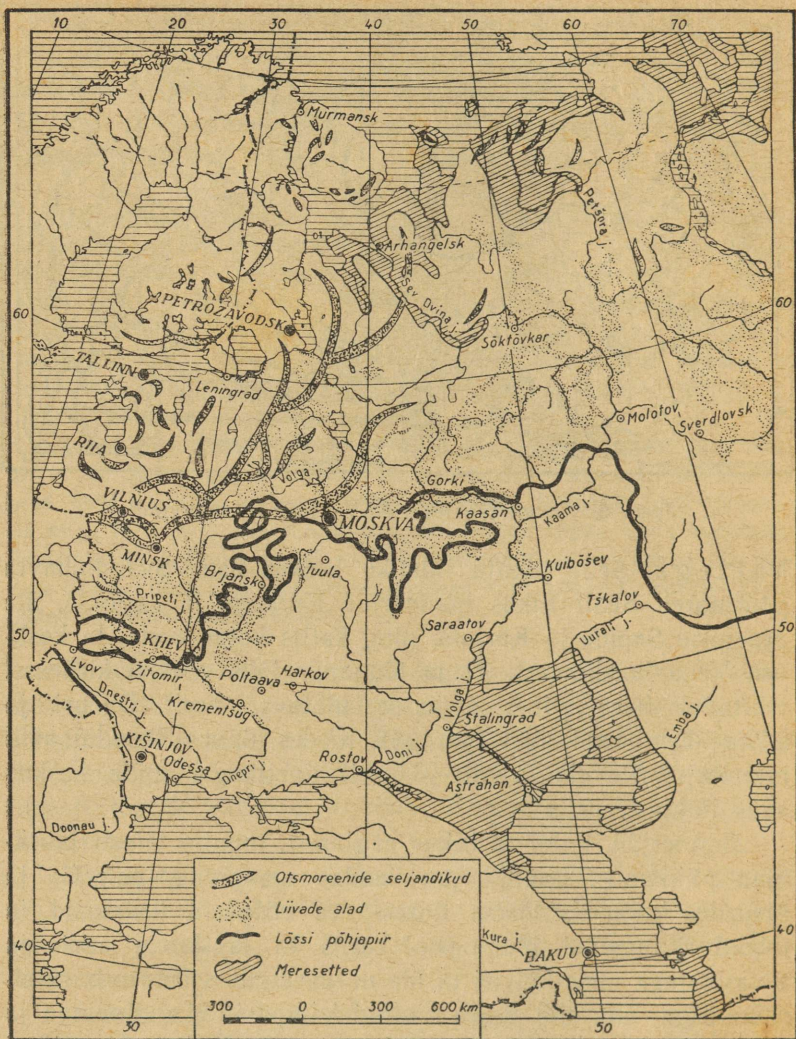 10 20 30 40 50 60 70
Murmansk
Petšora j.
Arhangelsk
Sev. Dvina j.
PETROZAVODSK
60 60
Sõktõvkar
TALLINN
Leningrad
Molotov
Sverdlovsk
RIIA
Volga j.
Gorki
VILNIUS
MOSKVA
Kaasan
Kaama j.
MINSK
Tuula
Kuibõšev
Brjansk
Pripeti
Tškalov
Saraatov
50 50
KIIEV
Uurali j.
Lvov
Žitomir
Poltaava
Harkov
Volga j.
Dnestri j.
Krementšug
Stalingrad
Emba j.
KIŠINJOV
Odessa
Dnepri j.
Rostov
Doni j.
Astrahan
Doonau j.
Otsmoreenide seljandikud
Liivade alad
Lössi põhjapiir
Meresetted
Kura j.
BAKUU
40 40
300 0 300 600 km
30 50